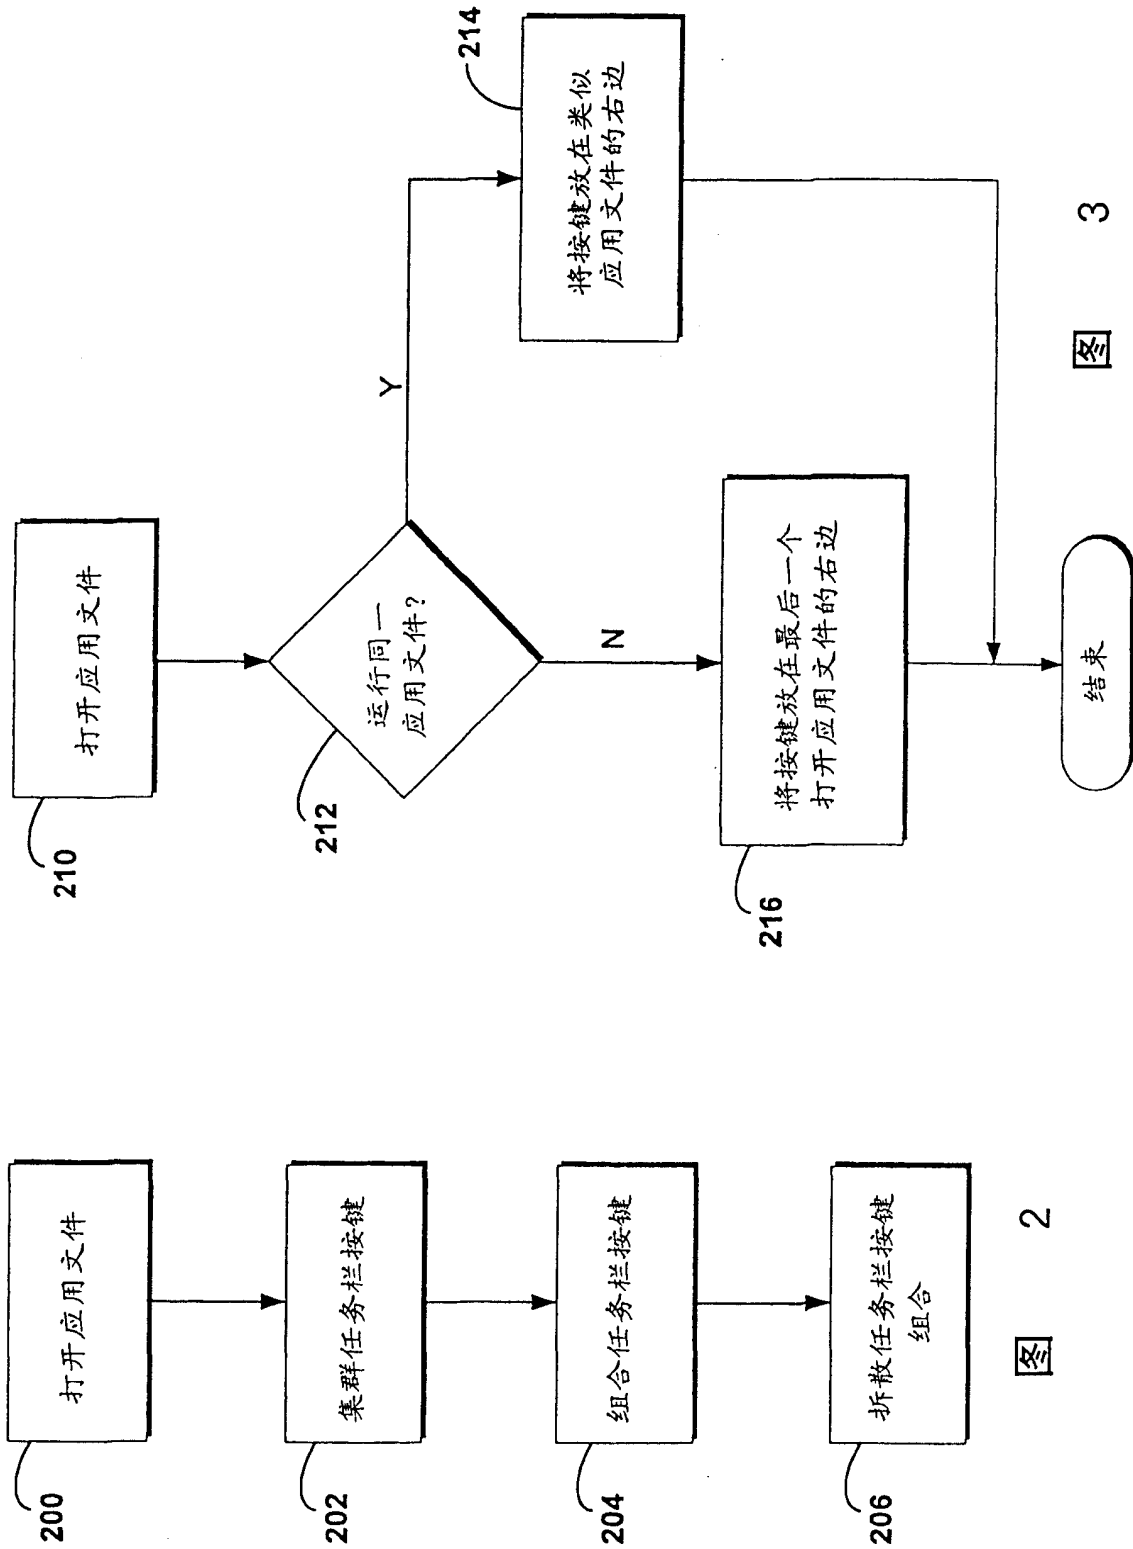 200
打开应用文件
202
集群任务栏按键
204
组合任务栏按键
206
拆散任务栏按键
组合
图 2
210
打开应用文件
212
运行同一
应用文件?
Y
N
214
将按键放在类似
应用文件的右边
216
将按键放在最后一个
打开应用文件的右边
结束
图 3